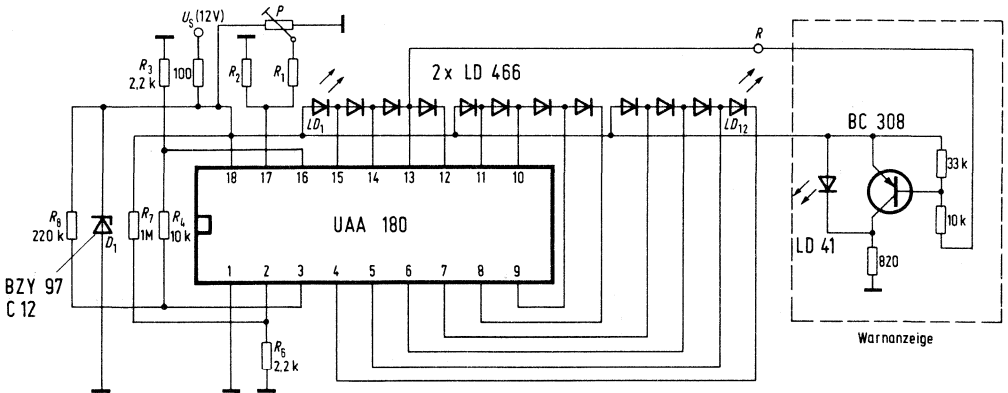 U_S (12V)
P
R
R_3
2,2 k
100
R_2
R_1
2x LD 466
LD_1
LD_12
BC 308
18
17
16
15
14
13
12
11
10
33 k
UAA 180
R_8
220 k
D_1
R_7
1M
R_4
10 k
10 k
LD 41
820
1
2
3
4
5
6
7
8
9
BZY 97
C 12
R_6
2,2 k
Warnanzeige